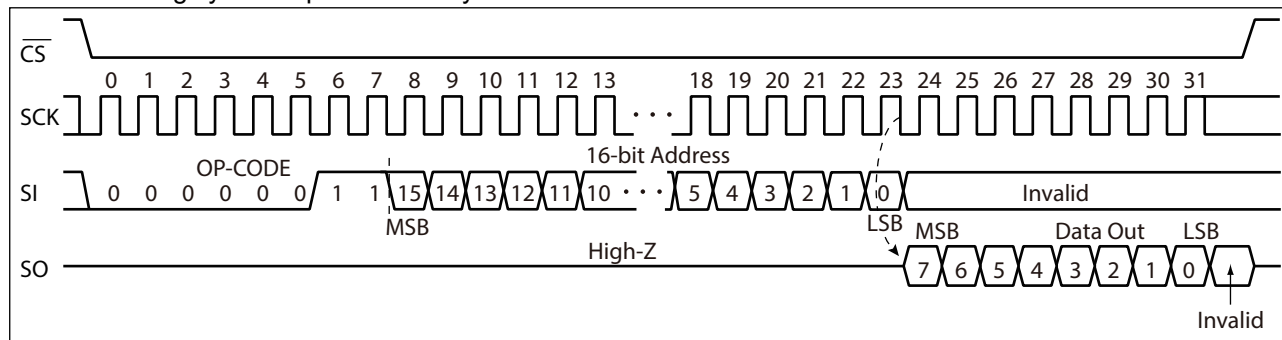 CS
0 1 2 3 4 5 6 7 8 9 10 11 12 13 18 19 20 21 22 23 24 25 26 27 28 29 30 31
SCK
OP-CODE 16-bit Address
SI 0 0 0 0 0 0 1 1 15 14 13 12 11 10 5 4 3 2 1 0 Invalid
MSB LSB MSB Data Out LSB
High-Z
SO 7 6 5 4 3 2 1 0
Invalid